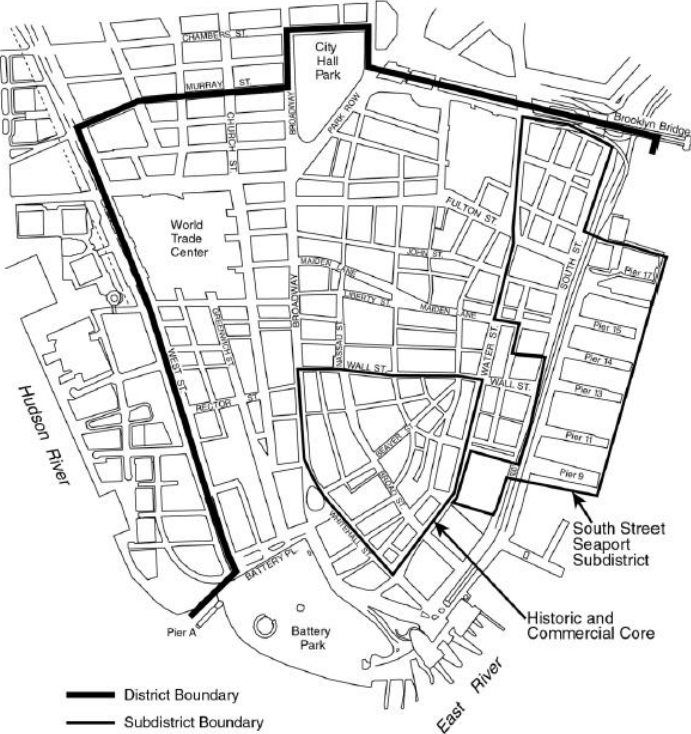 CHAMBERS ST.
City
Hall
Park
MURRAY ST.
BROADWAY
PARK ROW
CHURCH ST.
Brooklyn Bridge
FULTON ST.
World
Trade
Center
JOHN ST.
SOUTH ST.
MAIDEN LANE
Pier 17
LIBERTY ST.
MAIDEN LANE
BROADWAY
GREENWICH ST.
NASSAU ST.
WATER ST.
Pier 15
Pier 14
WEST ST.
WALL ST.
WALL ST.
Pier 13
Hudson River
RECTOR ST.
BEAVER ST.
Pier 11
BROAD ST.
Pier 9
WHITEHALL ST.
South Street
Seaport
Subdistrict
BATTERY PL.
Historic and
Commercial Core
Pier A
Battery
Park
East River
District Boundary
Subdistrict Boundary